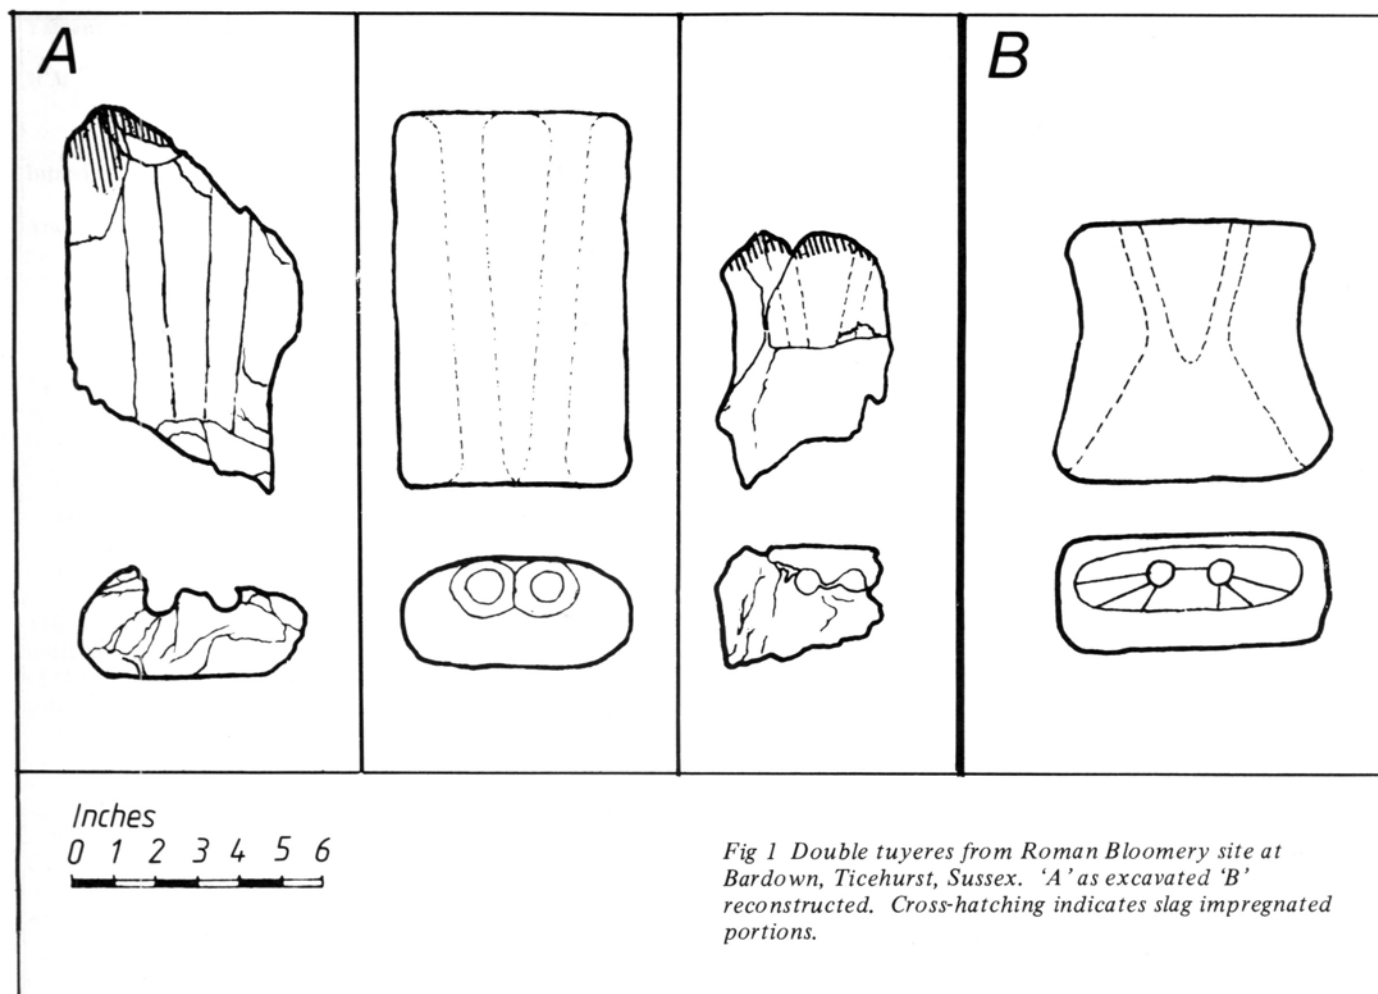 A
B
Inches
0 1 2 3 4 5 6
Fig 1 Double tuyeres from Roman Bloomery site at
Bardown, Ticehurst, Sussex. ‘A’ as excavated ‘B’
reconstructed. Cross-hatching indicates slag impregnated
portions.